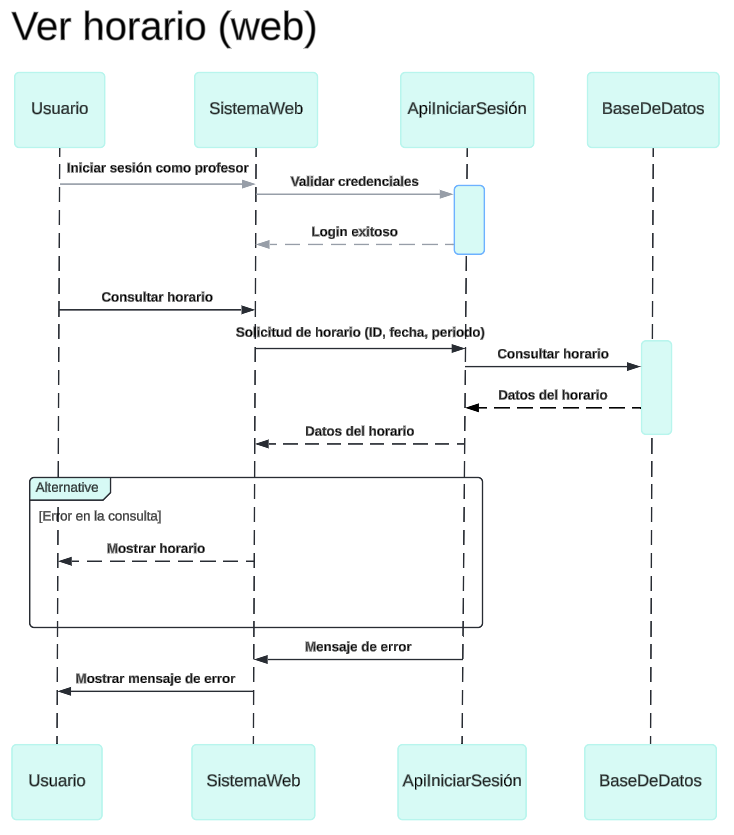 Ver horario (web)
Usuario
SistemaWeb
ApiIniciarSesión
BaseDeDatos
Iniciar sesión como profesor
Validar credenciales
Login exitoso
Consultar horario
Solicitud de horario (ID, fecha, periodo)
Consultar horario
Datos del horario
Datos del horario
Alternative
[Error en la consulta]
Mostrar horario
Mensaje de error
Mostrar mensaje de error
Usuario
SistemaWeb
ApiIniciarSesión
BaseDeDatos